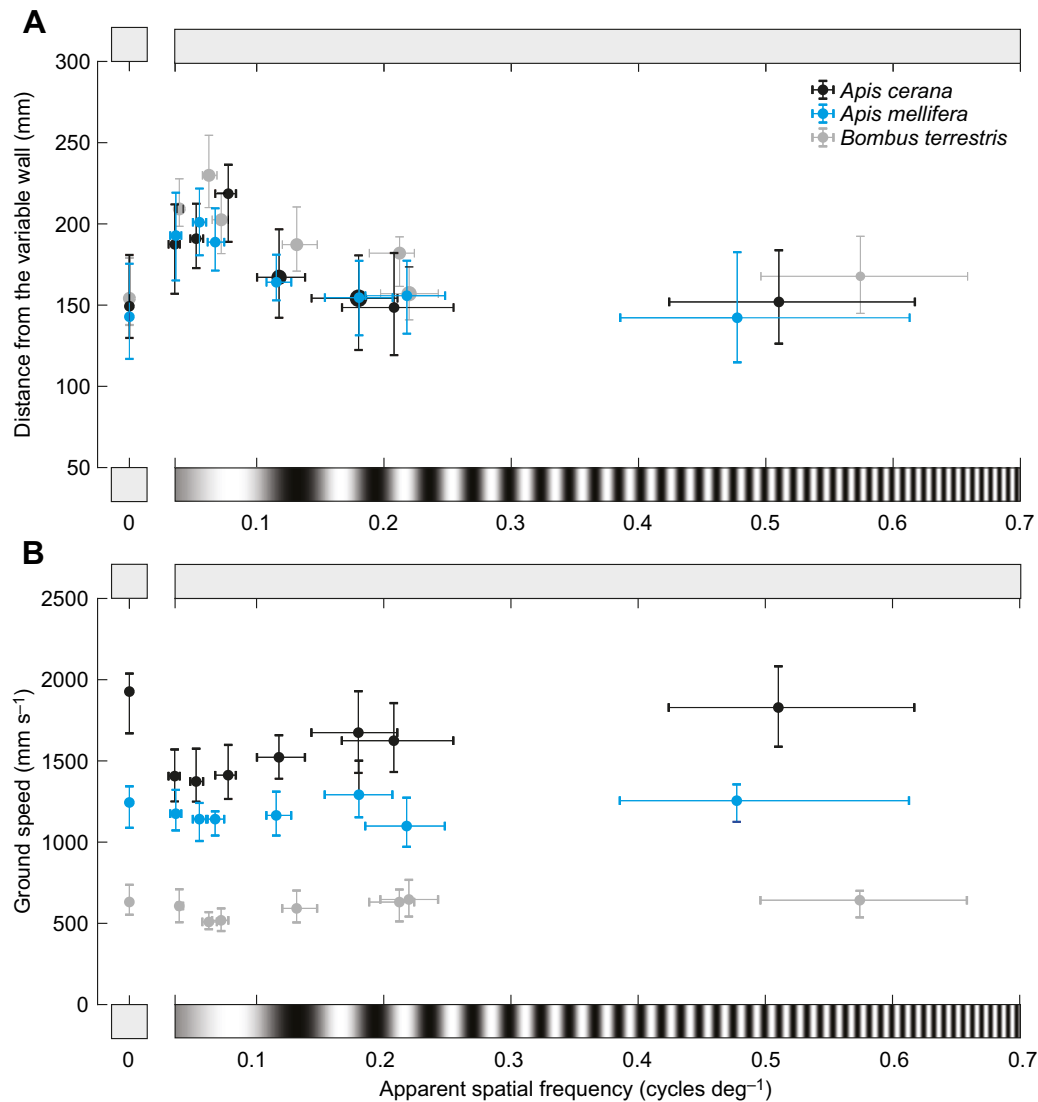 A
300
250
200
150
100
50
Distance from the variable wall (mm)
Apis cerana
Apis mellifera
Bombus terrestris
0 0.1 0.2 0.3 0.4 0.5 0.6 0.7
B
2500
2000
1500
1000
500
0
Ground speed (mm s⁻¹)
0 0.1 0.2 0.3 0.4 0.5 0.6 0.7
Apparent spatial frequency (cycles deg⁻¹)